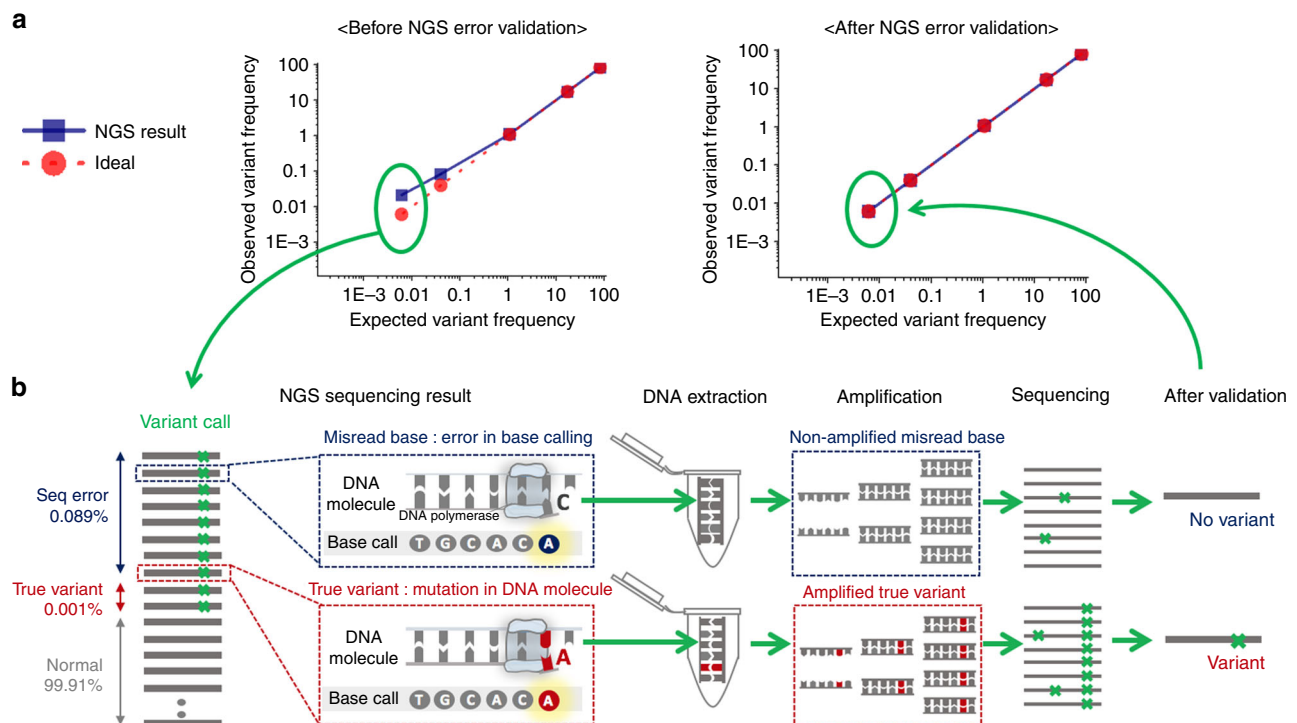 a
<Before NGS error validation>
<After NGS error validation>
NGS result
Ideal
Observed variant frequency
100
10
1
0.1
0.01
1E−3
1E−3 0.01 0.1 1 10 100
Expected variant frequency
Observed variant frequency
100
10
1
0.1
0.01
1E−3
1E−3 0.01 0.1 1 10 100
Expected variant frequency
b
NGS sequencing result
DNA extraction
Amplification
Sequencing
After validation
Variant call
Seq error
0.089%
True variant
0.001%
Normal
99.91%
Misread base : error in base calling
DNA
molecule
DNA polymerase
C
Base call T G C A C A
Non-amplified misread base
No variant
True variant : mutation in DNA molecule
DNA
molecule
A
Base call T G C A C A
Amplified true variant
Variant